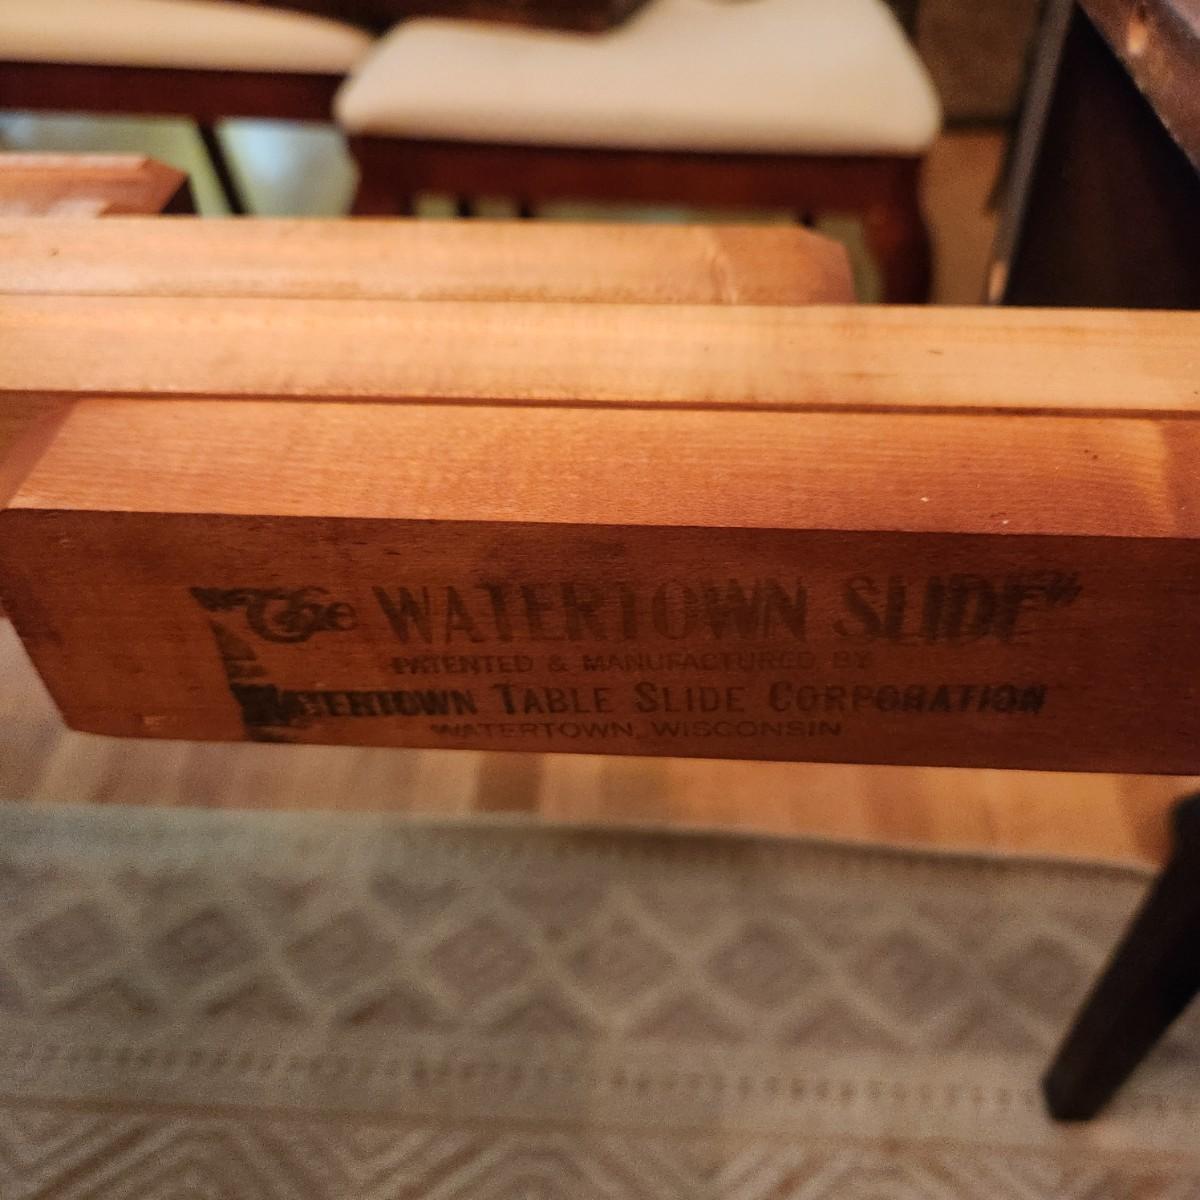 "The WATERTOWN SLIDE"
PATENTED & MANUFACTURED BY
WATERTOWN TABLE SLIDE CORPORATION
WATERTOWN, WISCONSIN